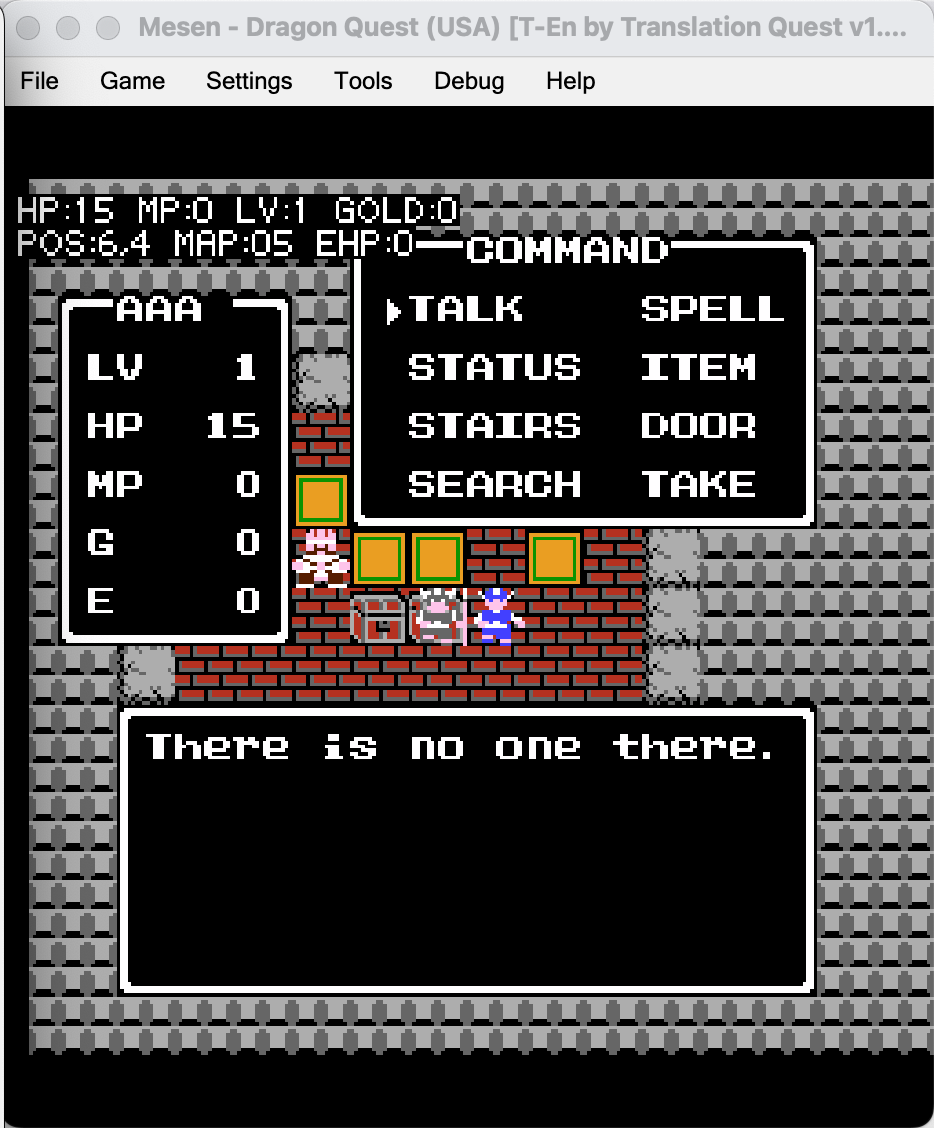 Mesen - Dragon Quest (USA) [T-En by Translation Quest v1....
File Game Settings Tools Debug Help
HP:15 MP:0 LV:1 GOLD:0
POS:6,4 MAP:05 EHP:0
COMMAND
TALK SPELL
STATUS ITEM
STAIRS DOOR
SEARCH TAKE
AAA
LV 1
HP 15
MP 0
G 0
E 0
There is no one there.